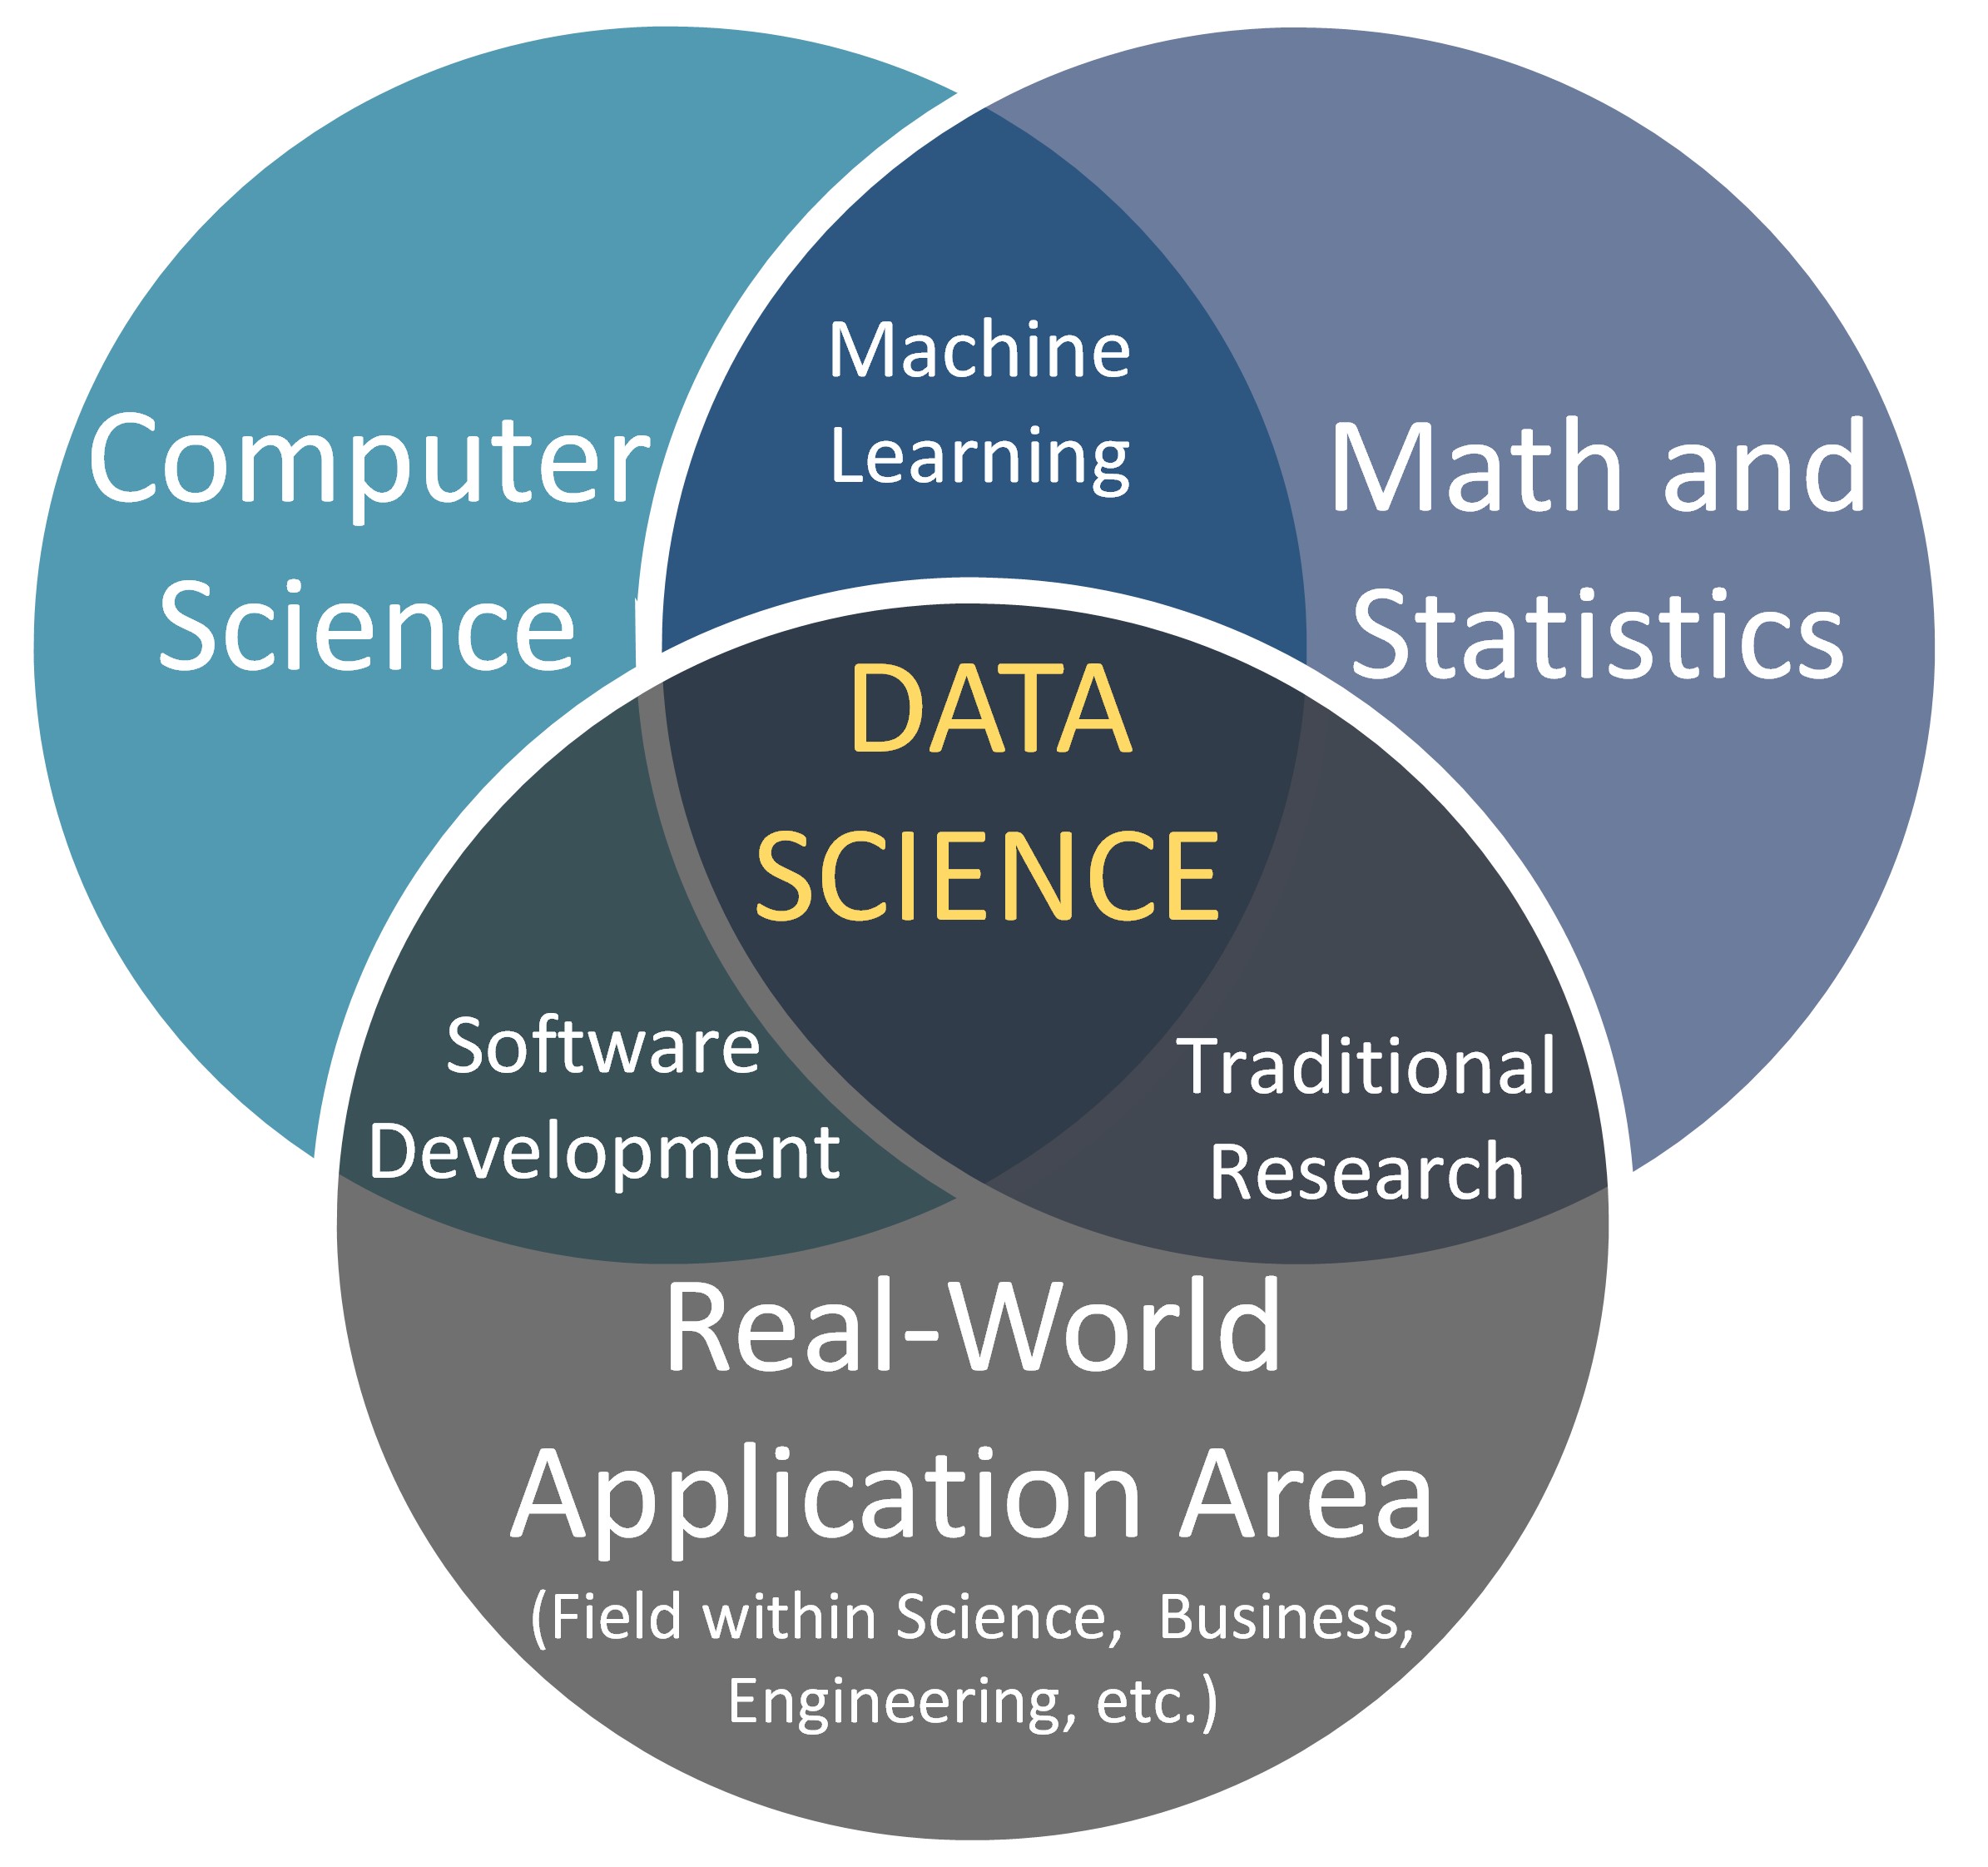 Machine
Learning
Computer
Science
Math and
Statistics
DATA
SCIENCE
Software
Development
Traditional
Research
Real-World
Application Area
(Field within Science, Business,
Engineering, etc.)